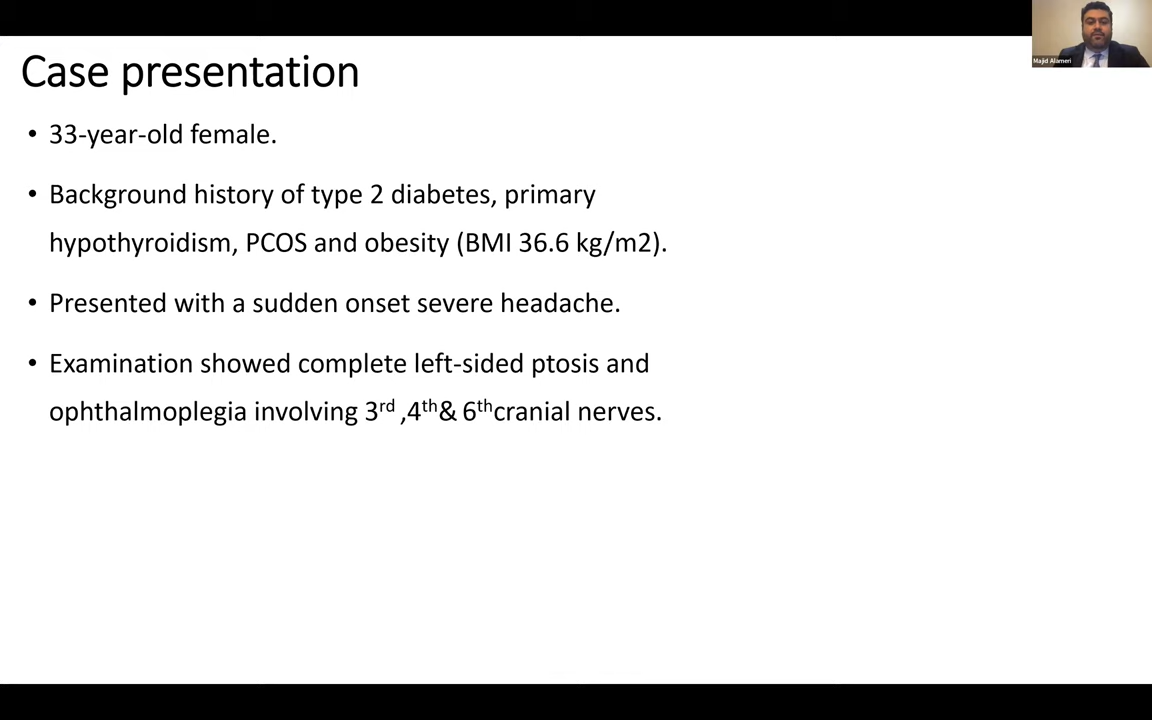 Majid Alameri
Case presentation
• 33-year-old female.
• Background history of type 2 diabetes, primary
hypothyroidism, PCOS and obesity (BMI 36.6 kg/m2).
• Presented with a sudden onset severe headache.
• Examination showed complete left-sided ptosis and
ophthalmoplegia involving 3rd ,4th& 6thcranial nerves.